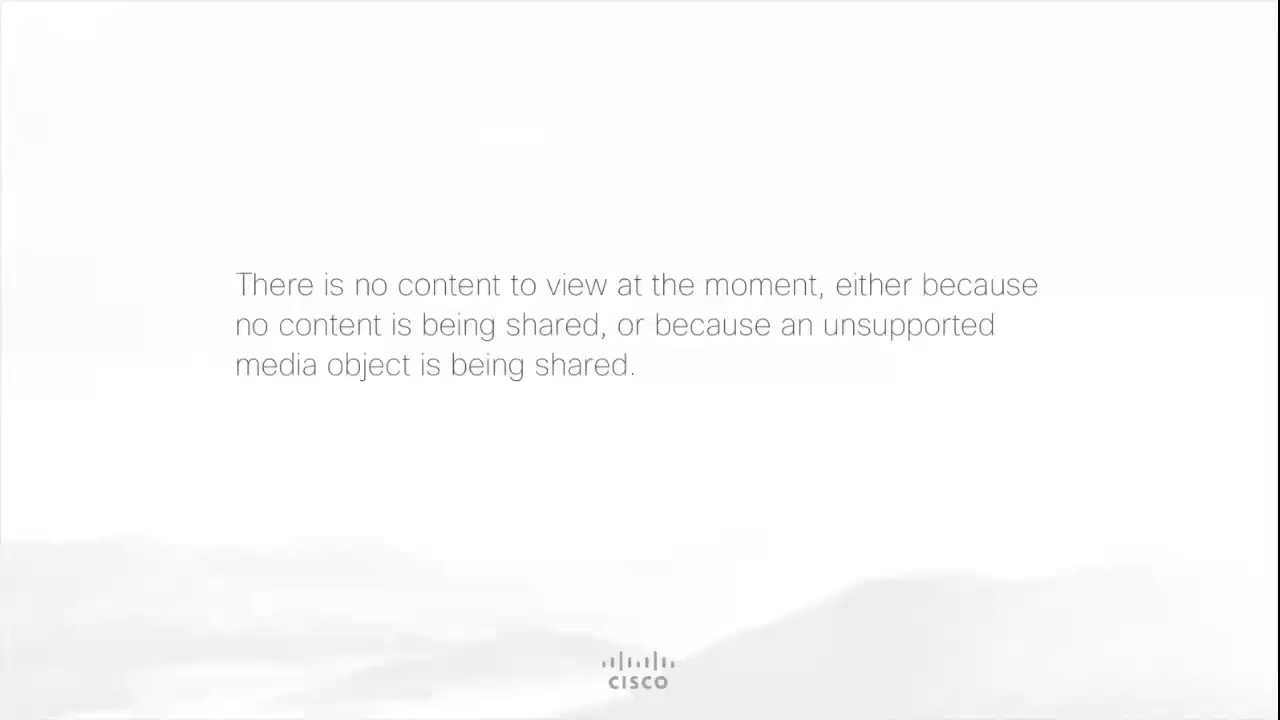 There is no content to view at the moment, either because
no content is being shared, or because an unsupported
media object is being shared.
CISCO